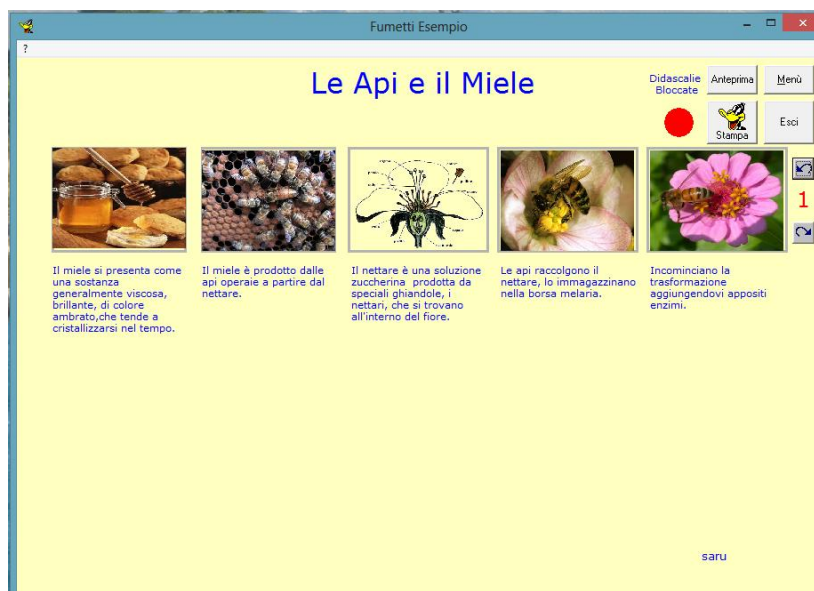 Fumetti Esempio
?
Le Api e il Miele
Didascalie
Bloccate
Anteprima
Menù
Stampa
Esci
1
Il miele si presenta come
una sostanza
generalmente viscosa,
brillante, di colore
ambrato,che tende a
cristallizzarsi nel tempo.
Il miele è prodotto dalle
api operaie a partire dal
nettare.
Il nettare è una soluzione
zuccherina prodotta da
speciali ghiandole, i
nettari, che si trovano
all'interno del fiore.
Le api raccolgono il
nettare, lo immagazzinano
nella borsa melaria.
Incominciano la
trasformazione
aggiungendovi appositi
enzimi.
saru